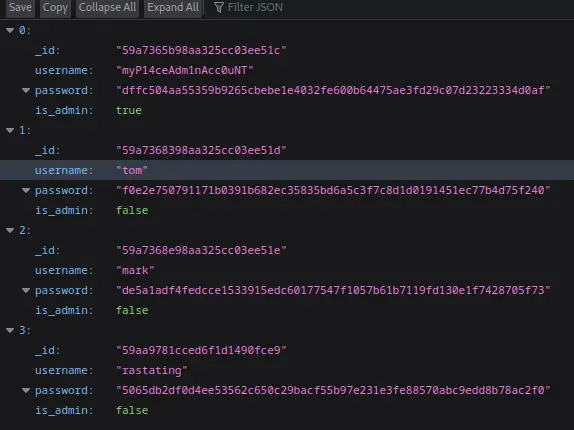 Save Copy Collapse All Expand All Filter JSON
0:
_id: "59a7365b98aa325cc03ee51c"
username: "myP14ceAdm1nAcc0uNT"
password: "dffc504aa55359b9265cbebe1e4032fe600b64475ae3fd29c07d23223334d0af"
is_admin: true
1:
_id: "59a7368398aa325cc03ee51d"
username: "tom"
password: "f0e2e750791171b0391b682ec35835bd6a5c3f7c8d1d0191451ec77b4d75f240"
is_admin: false
2:
_id: "59a7368e98aa325cc03ee51e"
username: "mark"
password: "de5a1adf4fedcce1533915edc60177547f1057b61b7119fd130e1f7428705f73"
is_admin: false
3:
_id: "59aa9781cced6f1d1490fce9"
username: "rastating"
password: "5065db2df0d4ee53562c650c29bacf55b97e231e3fe88570abc9edd8b78ac2f0"
is_admin: false